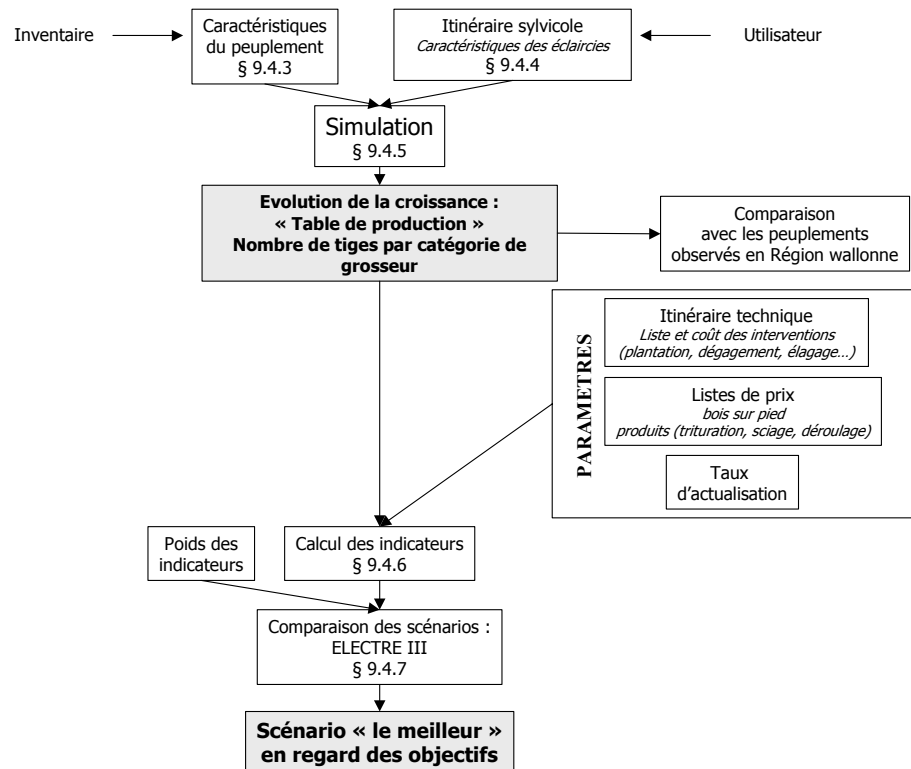 Inventaire
Caractéristiques
du peuplement
§ 9.4.3
Itinéraire sylvicole
Caractéristiques des éclaircies
§ 9.4.4
Utilisateur
Simulation
§ 9.4.5
Evolution de la croissance :
« Table de production »
Nombre de tiges par catégorie de
grosseur
Comparaison
avec les peuplements
observés en Région wallonne
PARAMETRES
Itinéraire technique
Liste et coût des interventions
(plantation, dégagement, élagage...)
Listes de prix
bois sur pied
produits (trituration, sciage, déroulage)
Taux
d'actualisation
Poids des
indicateurs
Calcul des indicateurs
§ 9.4.6
Comparaison des scénarios :
ELECTRE III
§ 9.4.7
Scénario « le meilleur »
en regard des objectifs